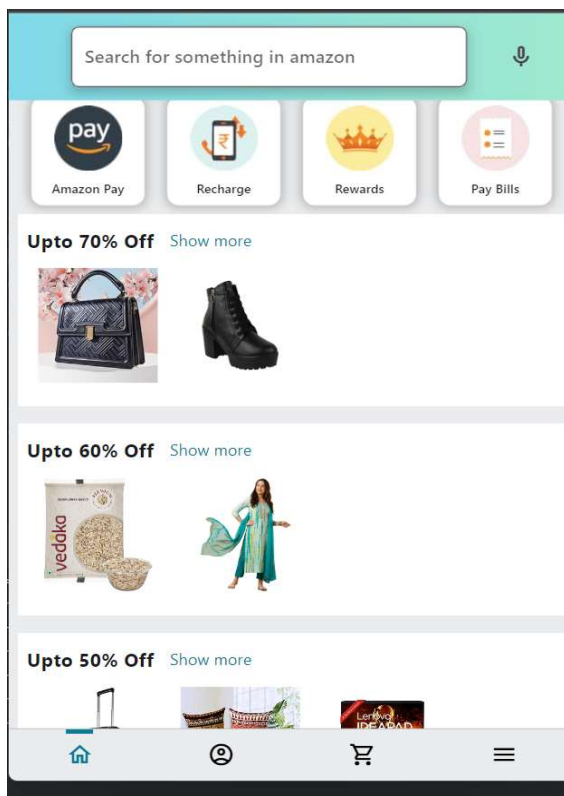 Search for something in amazon
pay
Amazon Pay
Recharge
Rewards
Pay Bills
Upto 70% Off Show more
Upto 60% Off Show more
vedaka
Upto 50% Off Show more
Lenovo
IDEAPAD